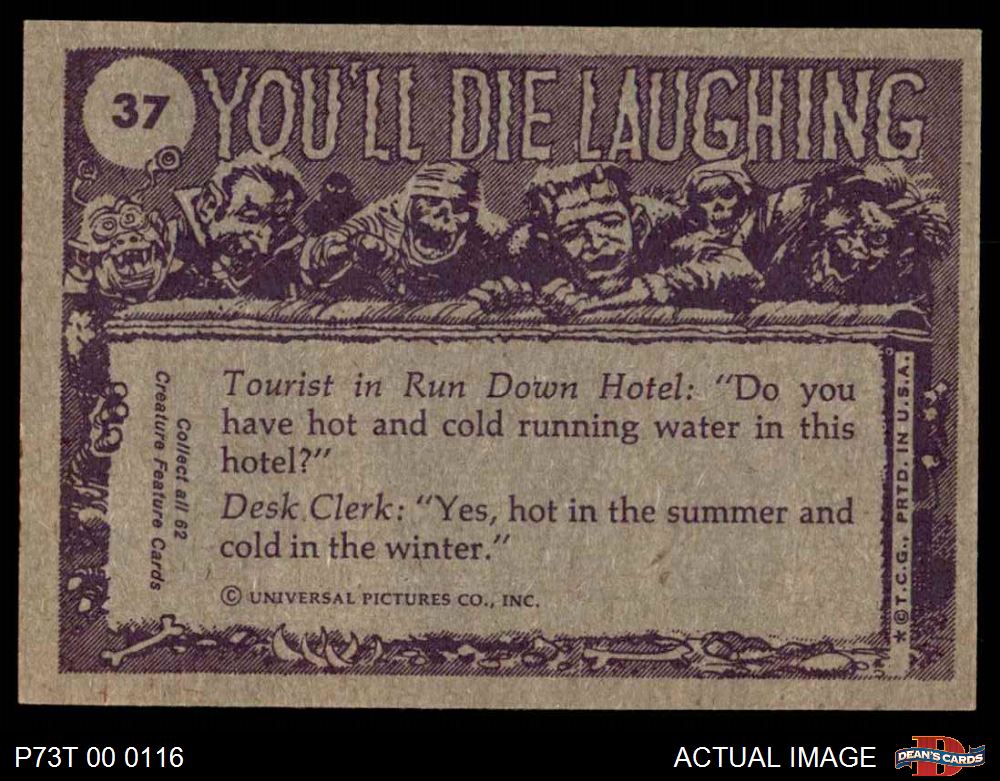 37
YOU'LL DIE LAUGHING
Tourist in Run Down Hotel: "Do you
have hot and cold running water in this
hotel?"
Desk Clerk: "Yes, hot in the summer and
cold in the winter."
© UNIVERSAL PICTURES CO., INC.
Collect all 62
Creature Feature Cards
*©T.C.G., PRTD. IN U.S.A.
P73T 00 0116
ACTUAL IMAGE
D
DEAN'S CARDS